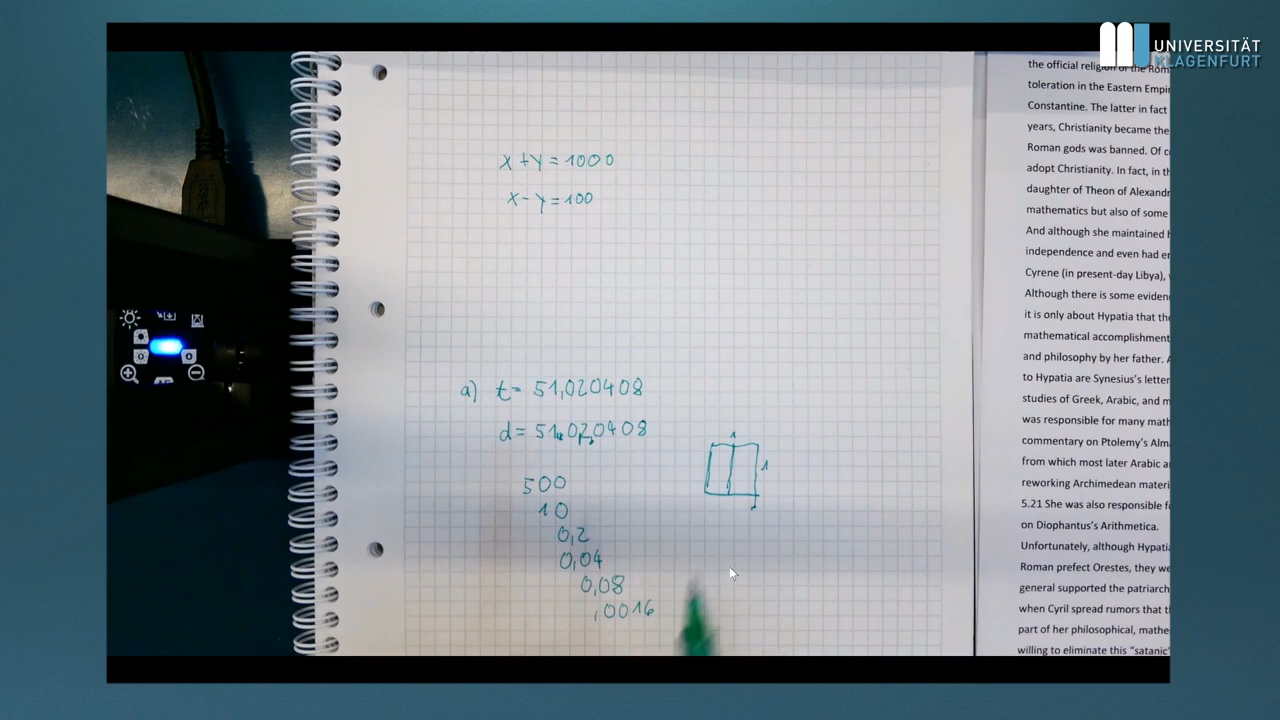 UNIVERSITÄT
KLAGENFURT
x + y = 1000
x - y = 100
a) t = 51,020408
d = 51,020408
500
10
0,2
0,04
0,08
,0016
1
1
the official religion of the Rom
toleration in the Eastern Empi
Constantine. The latter in fact
years, Christianity became the
Roman gods was banned. Of c
adopt Christianity. In fact, in th
daughter of Theon of Alexandr
mathematics but also of some
And although she maintained h
independence and even had er
Cyrene (in present-day Libya),
Although there is some eviden
it is only about Hypatia that the
mathematical accomplishment
and philosophy by her father. A
to Hypatia are Synesius's letter
studies of Greek, Arabic, and m
was responsible for many math
commentary on Ptolemy's Alm
from which most later Arabic a
reworking Archimedean materi
5.21 She was also responsible f
on Diophantus's Arithmetica.
Unfortunately, although Hypati
Roman prefect Orestes, they we
general supported the patriarch
when Cyril spread rumors that t
part of her philosophical, mathe
willing to eliminate this "satanic"